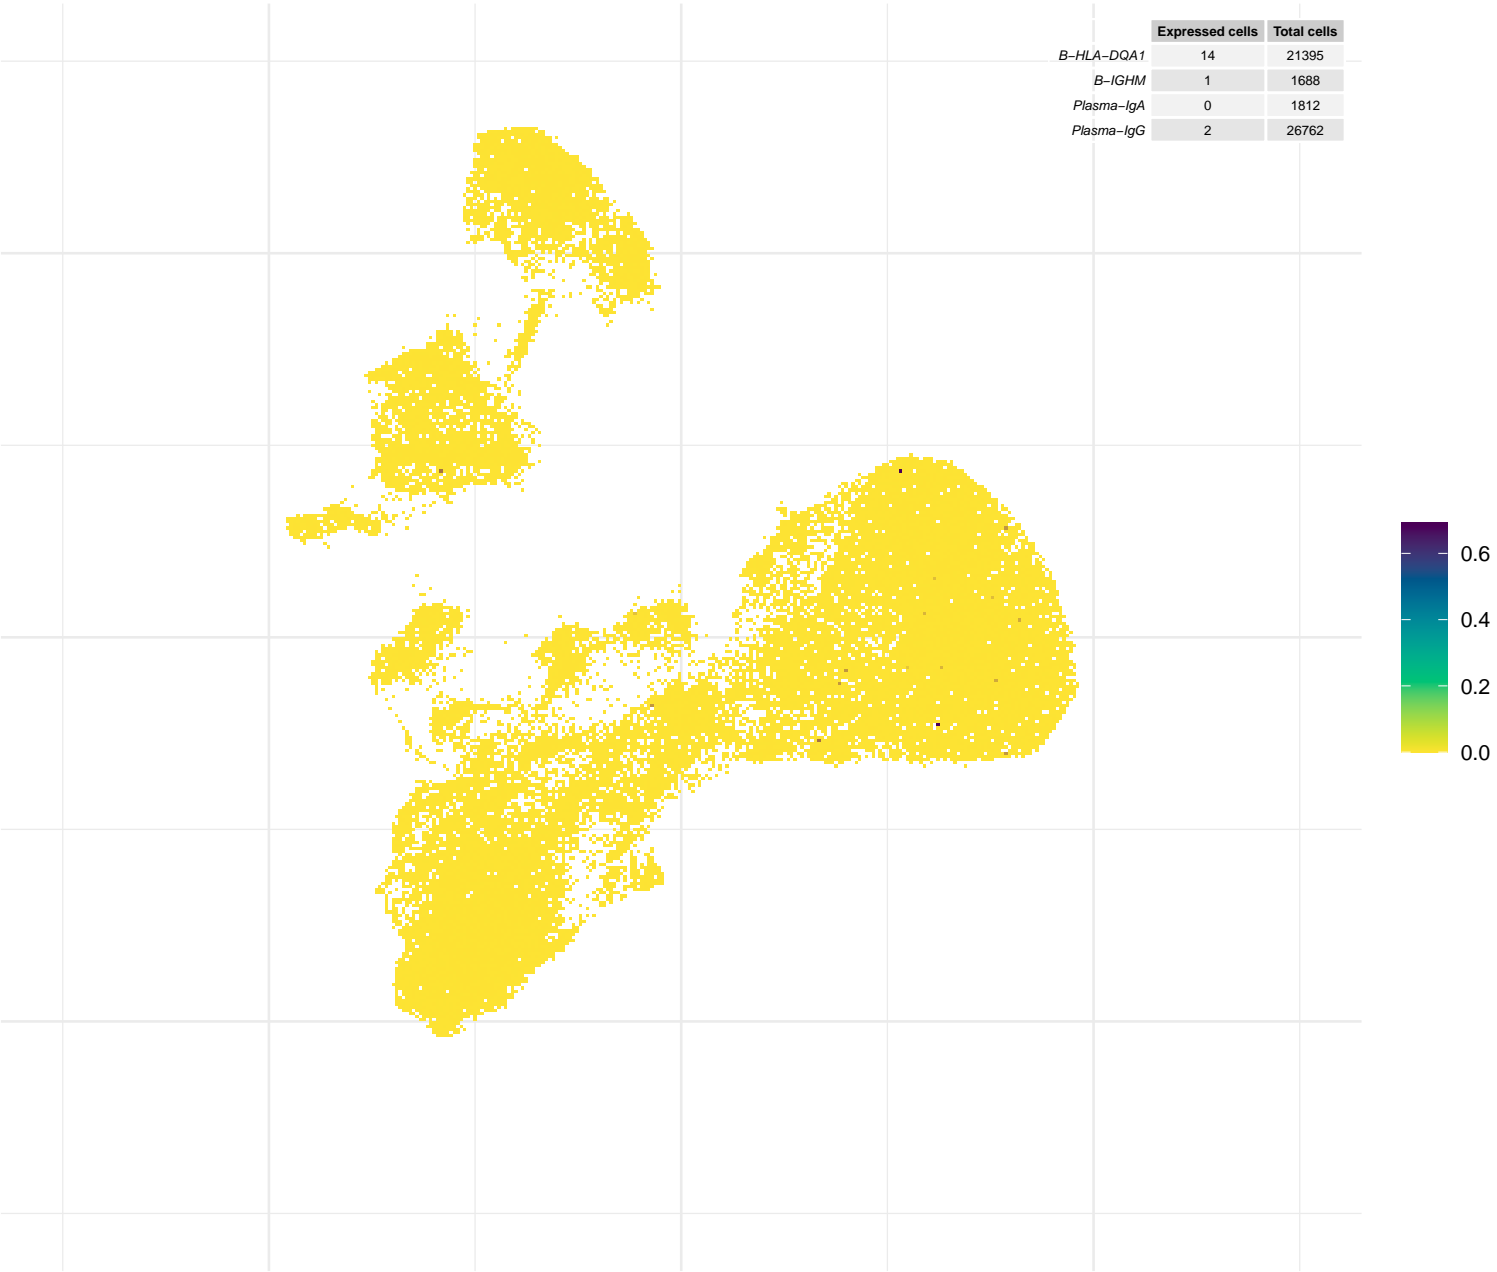 Expressed cells Total cells
B−HLA−DQA1 14 21395
B−IGHM 1 1688
Plasma−IgA 0 1812
Plasma−IgG 2 26762
0.6
0.4
0.2
0.0